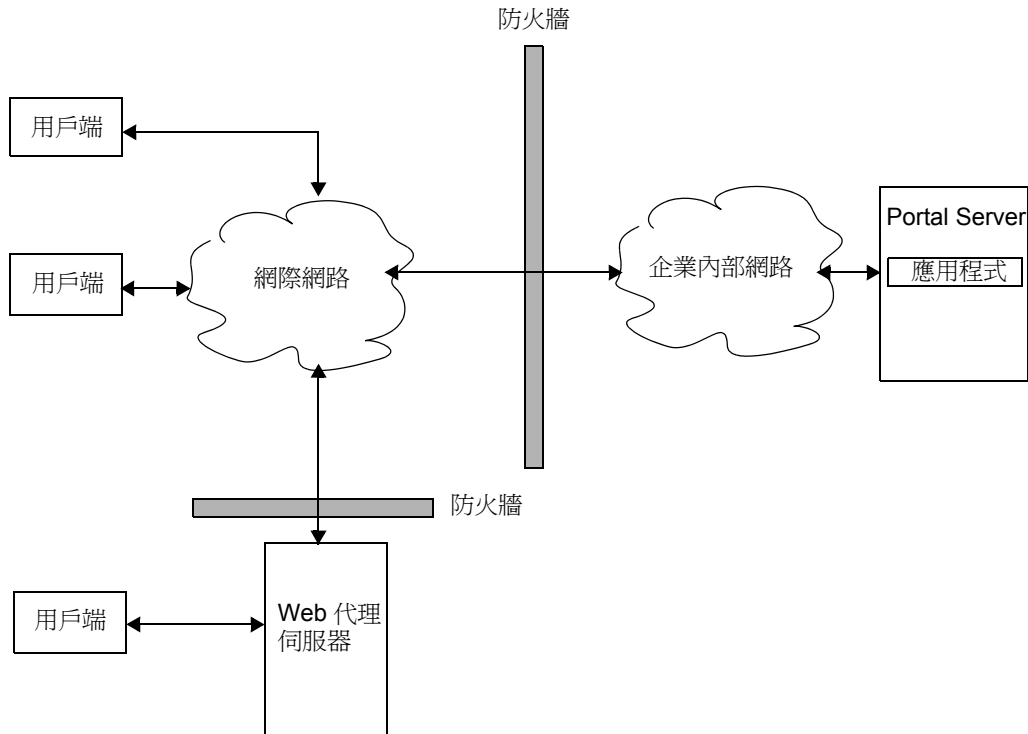 防火牆
用戶端
Portal Server
用戶端
網際網路
企業內部網路
應用程式
防火牆
用戶端
Web 代理
伺服器